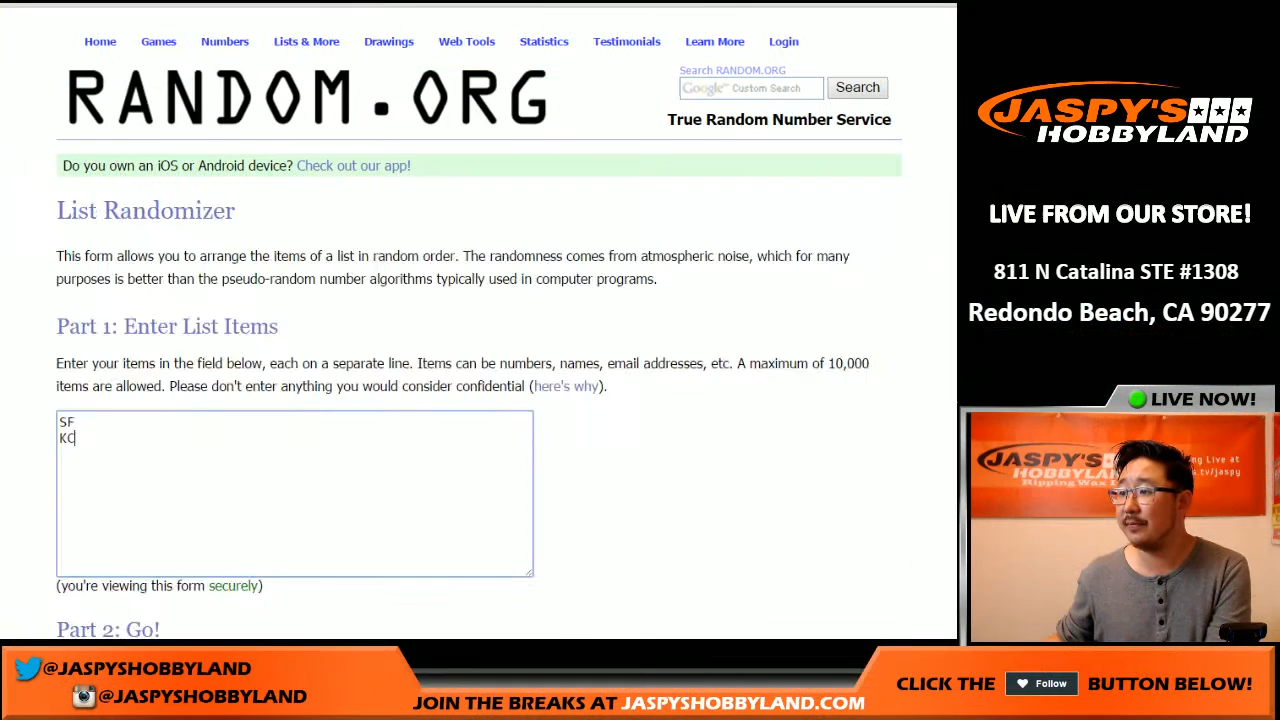 Home Games Numbers Lists & More Drawings Web Tools Statistics Testimonials Learn More Login
RANDOM.ORG
Search RANDOM.ORG
Google™ Custom Search
Search
True Random Number Service
Do you own an iOS or Android device? Check out our app!
List Randomizer
This form allows you to arrange the items of a list in random order. The randomness comes from atmospheric noise, which for many
purposes is better than the pseudo-random number algorithms typically used in computer programs.
Part 1: Enter List Items
Enter your items in the field below, each on a separate line. Items can be numbers, names, email addresses, etc. A maximum of 10,000
items are allowed. Please don't enter anything you would consider confidential (here's why).
SF
KC
(you're viewing this form securely)
Part 2: Go!
JASPY'S
HOBBYLAND
LIVE FROM OUR STORE!
811 N Catalina STE #1308
Redondo Beach, CA 90277
LIVE NOW!
JASPY'S
HOBBYLAND
Live at
tv/jaspy
@JASPYSHOBBYLAND
@JASPYSHOBBYLAND
JOIN THE BREAKS AT JASPYSHOBBYLAND.COM
CLICK THE Follow BUTTON BELOW!